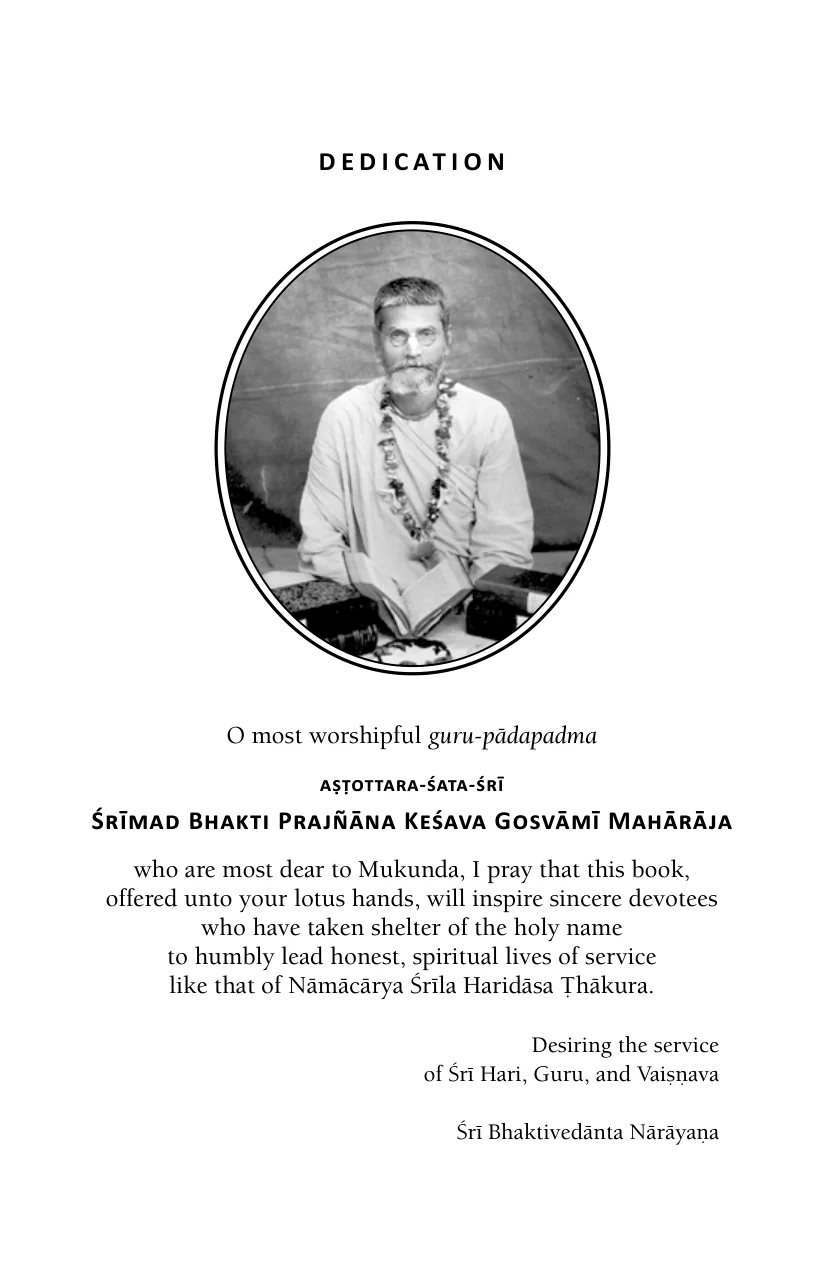 DEDICATION
O most worshipful guru-pādapadma
aṣṭottara-śata-śrī
Śrīmad Bhakti Prajñāna Keśava Gosvāmī Mahārāja
who are most dear to Mukunda, I pray that this book,
offered unto your lotus hands, will inspire sincere devotees
who have taken shelter of the holy name
to humbly lead honest, spiritual lives of service
like that of Nāmācārya Śrīla Haridāsa Ṭhākura.
Desiring the service
of Śrī Hari, Guru, and Vaiṣṇava
Śrī Bhaktivedānta Nārāyaṇa